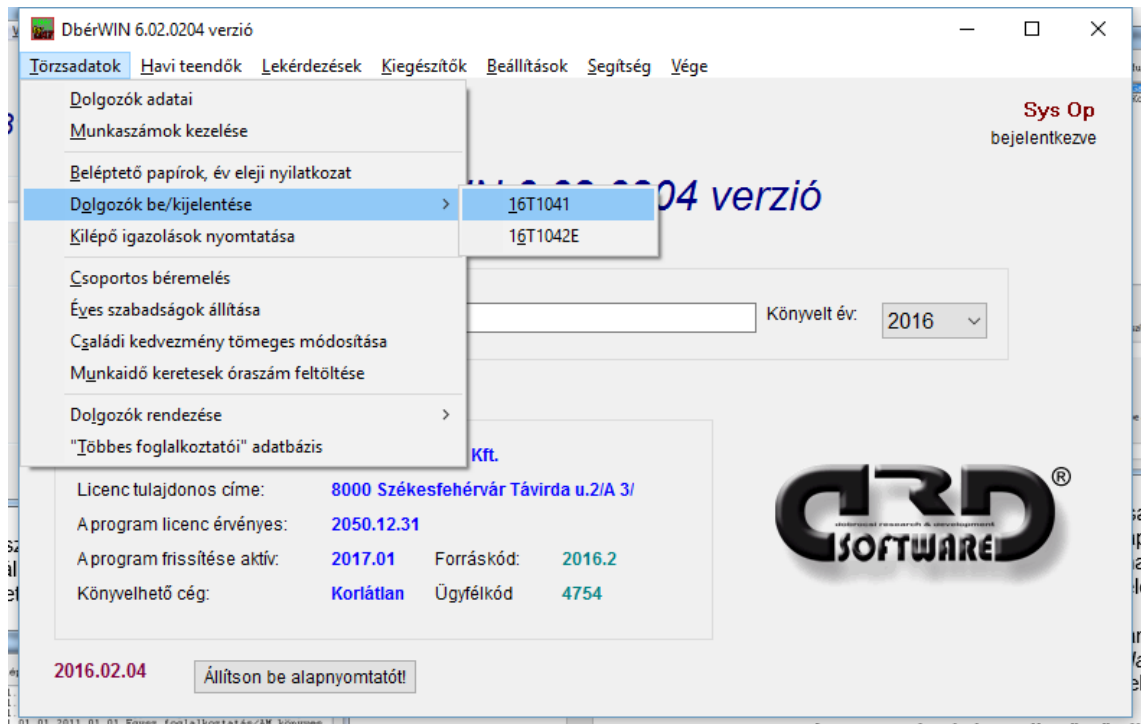 DbérWIN 6.02.0204 verzió
Törzsadatok Havi teendők Lekérdezések Kiegészítők Beállítások Segítség Vége
Dolgozók adatai
Munkaszámok kezelése
Beléptető papírok, év eleji nyilatkozat
Dolgozók be/kijelentése
Kilépő igazolások nyomtatása
Csoportos béremelés
Éves szabadságok állítása
Családi kedvezmény tömeges módosítása
Munkaidő keretesek óraszám feltöltése
Dolgozók rendezése
"Többes foglalkoztatói" adatbázis
16T1041
16T1042E
Sys Op
bejelentkezve
04 verzió
Könyvelt év: 2016
Kft.
Licenc tulajdonos címe: 8000 Székesfehérvár Távirda u.2/A 3/
A program licenc érvényes: 2050.12.31
A program frissítése aktív: 2017.01 Forráskód: 2016.2
Könyvelhető cég: Korlátlan Ügyfélkód 4754
DRD ®
dobrocsi research & development
SOFTWARE
2016.02.04 Állítson be alapnyomtatót!